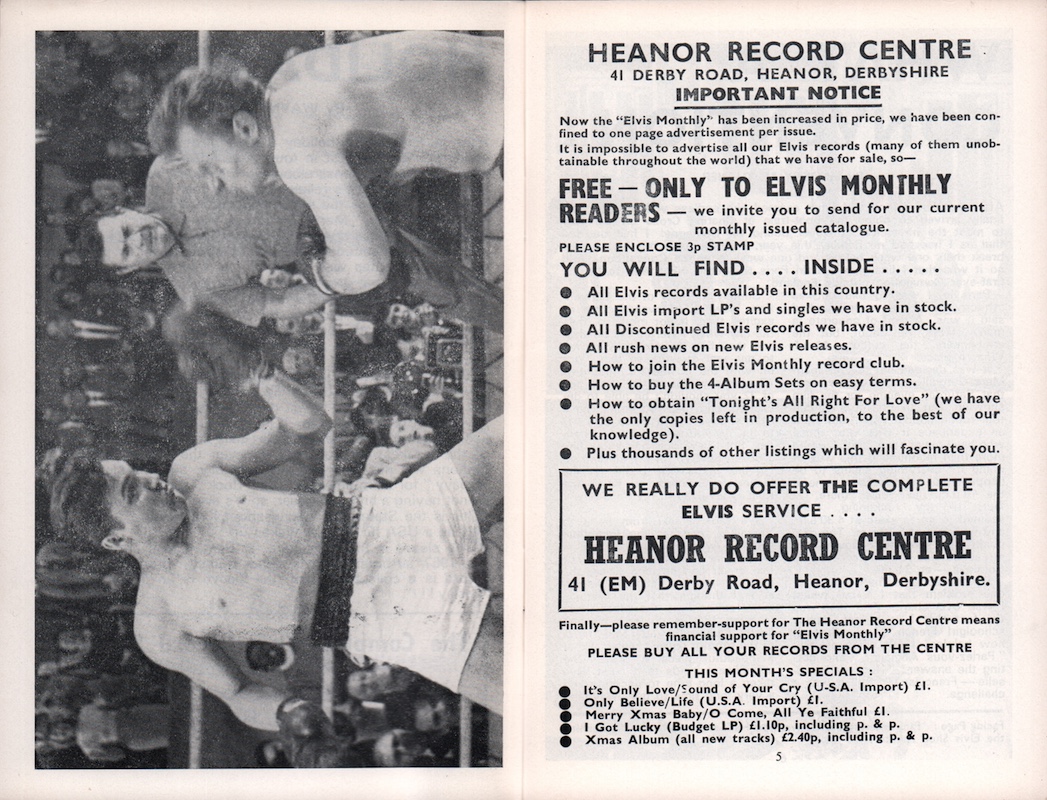 HEANOR RECORD CENTRE
41 DERBY ROAD, HEANOR, DERBYSHIRE
IMPORTANT NOTICE
Now the "Elvis Monthly" has been increased in price, we have been con-
fined to one page advertisement per issue.
It is impossible to advertise all our Elvis records (many of them unob-
tainable throughout the world) that we have for sale, so—
FREE — ONLY TO ELVIS MONTHLY
READERS — we invite you to send for our current
monthly issued catalogue.
PLEASE ENCLOSE 3p STAMP
YOU WILL FIND .... INSIDE .....
● All Elvis records available in this country.
● All Elvis import LP's and singles we have in stock.
● All Discontinued Elvis records we have in stock.
● All rush news on new Elvis releases.
● How to join the Elvis Monthly record club.
● How to buy the 4-Album Sets on easy terms.
● How to obtain "Tonight's All Right For Love" (we have
the only copies left in production, to the best of our
knowledge).
● Plus thousands of other listings which will fascinate you.
WE REALLY DO OFFER THE COMPLETE
ELVIS SERVICE ....
HEANOR RECORD CENTRE
41 (EM) Derby Road, Heanor, Derbyshire.
Finally—please remember-support for The Heanor Record Centre means
financial support for "Elvis Monthly"
PLEASE BUY ALL YOUR RECORDS FROM THE CENTRE
THIS MONTH'S SPECIALS :
● It's Only Love/Sound of Your Cry (U-S.A. Import) £1.
● Only Believe/Life (U.S.A. Import) £1.
● Merry Xmas Baby/O Come, All Ye Faithful £1.
● I Got Lucky (Budget LP) £1.10p, including p. & p.
● Xmas Album (all new tracks) £2.40p, including p. & p.
5